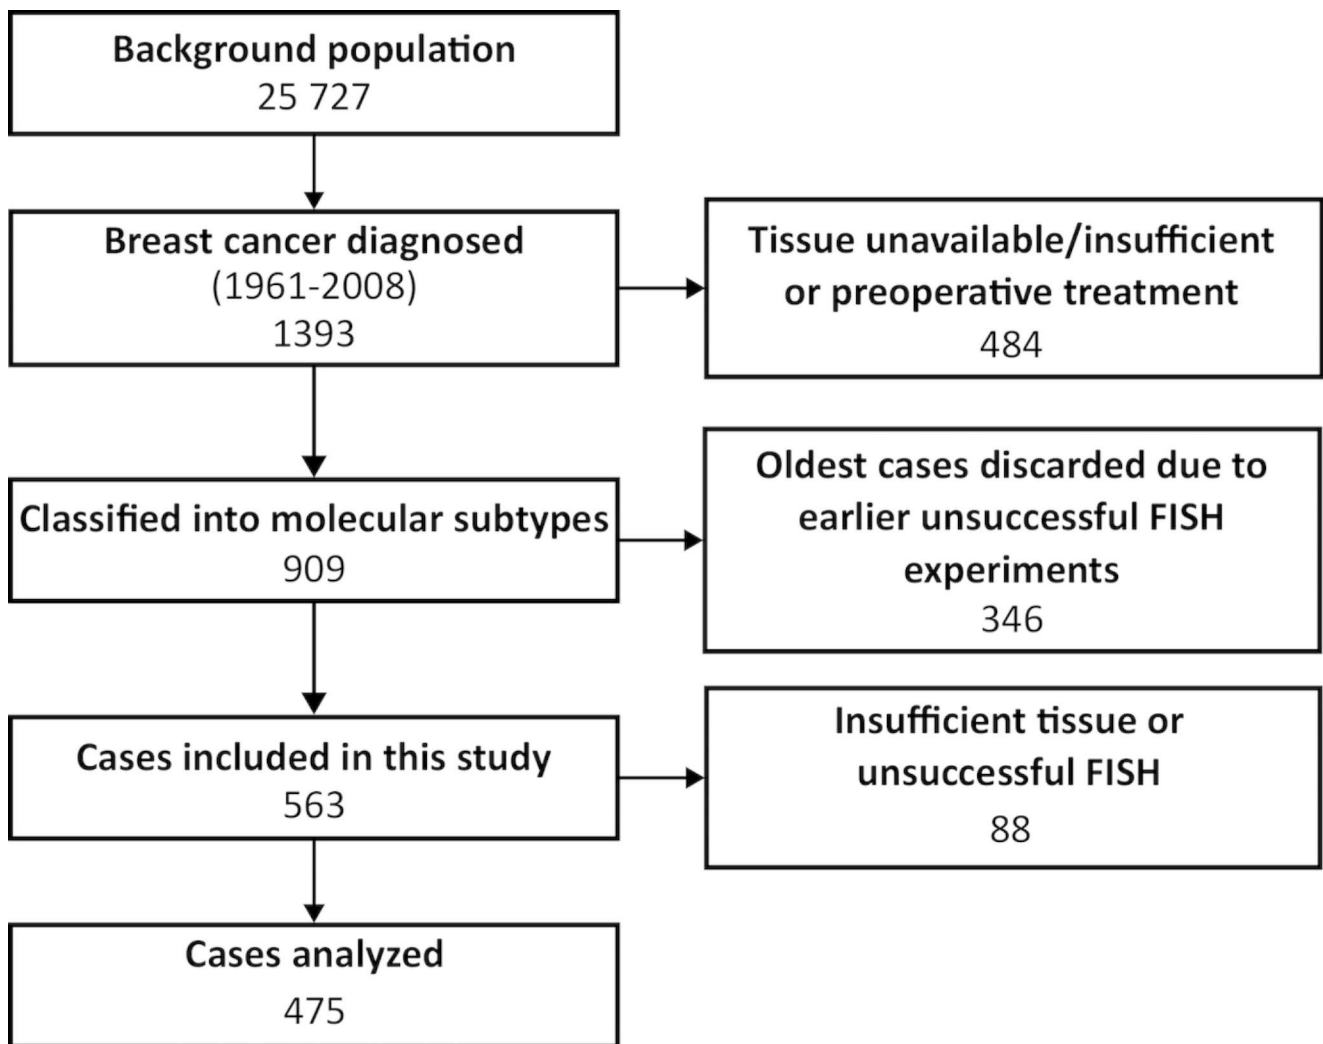 Background population
25 727
Breast cancer diagnosed
(1961-2008)
1393
Tissue unavailable/insufficient
or preoperative treatment
484
Classified into molecular subtypes
909
Oldest cases discarded due to
earlier unsuccessful FISH
experiments
346
Cases included in this study
563
Insufficient tissue or
unsuccessful FISH
88
Cases analyzed
475